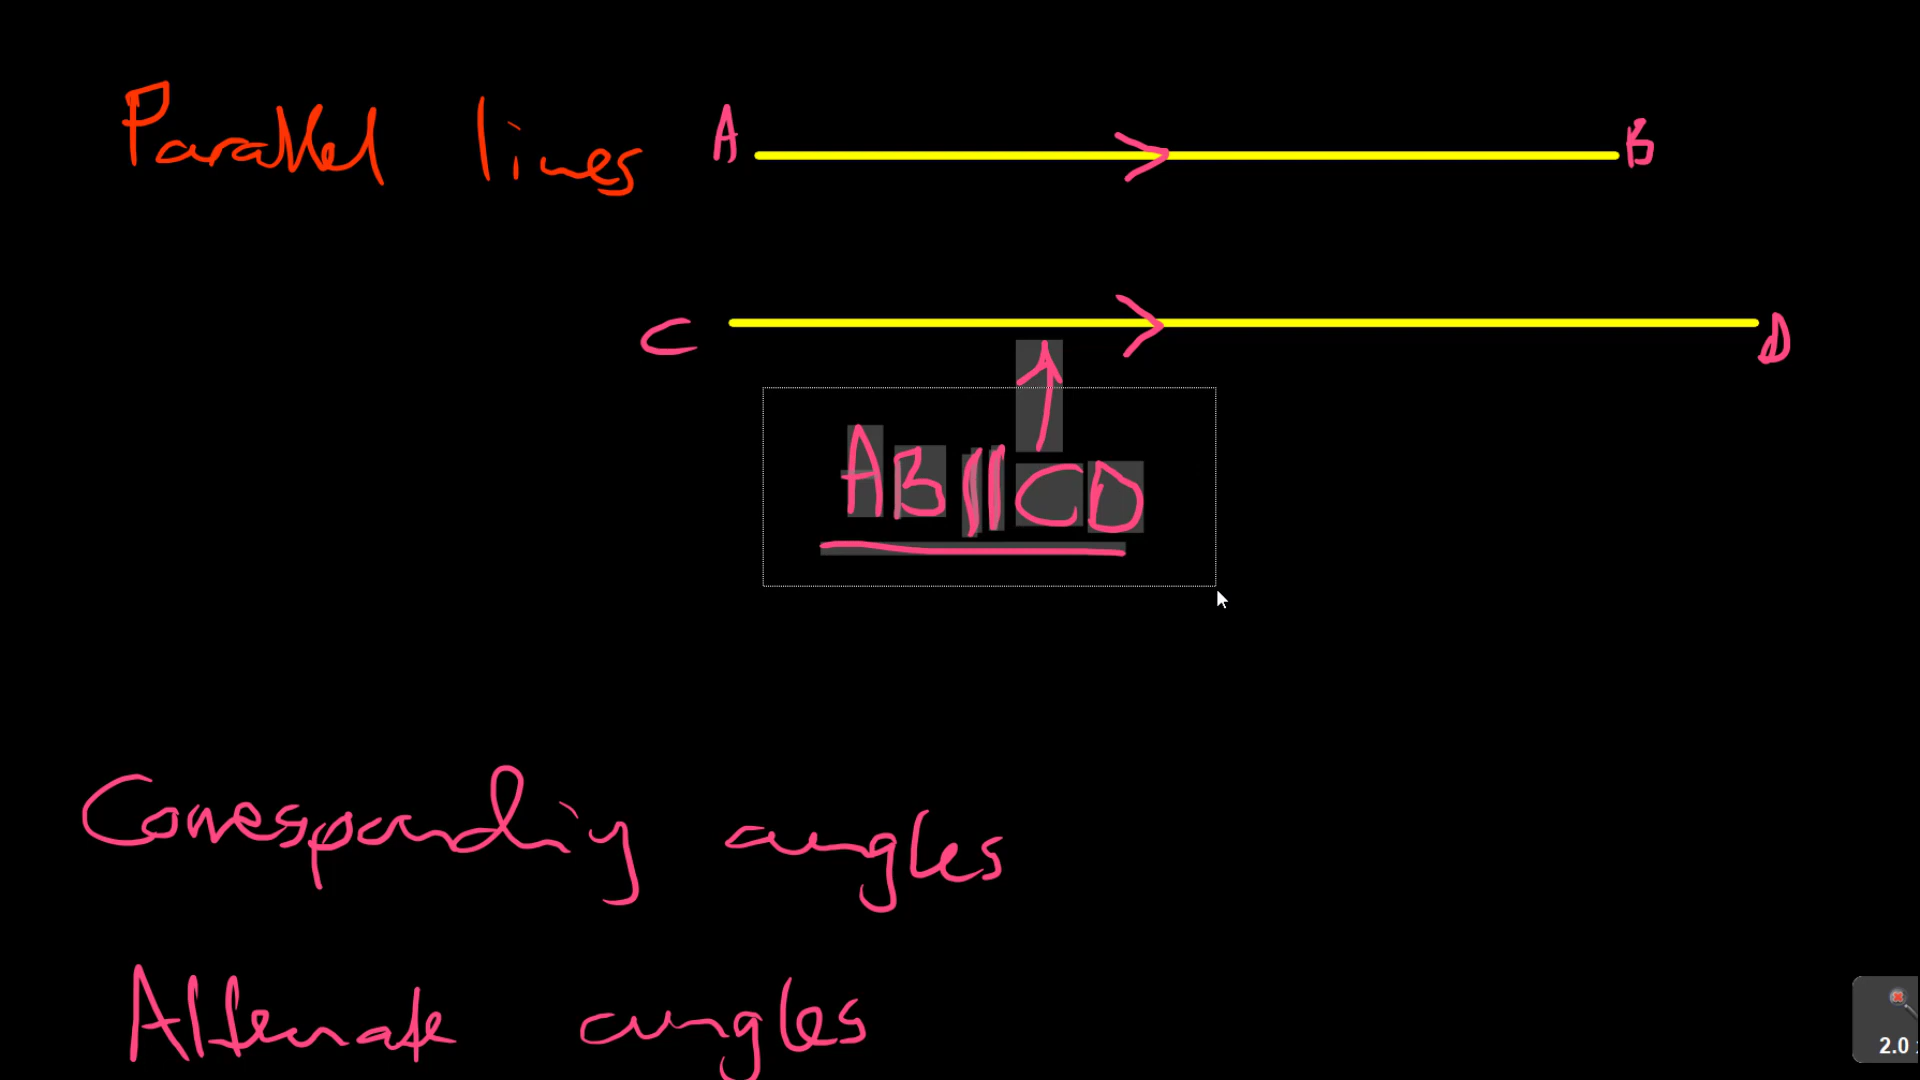 Parallel lines A B
C D
AB||CD
Corresponding angles
Alternate angles
2.0